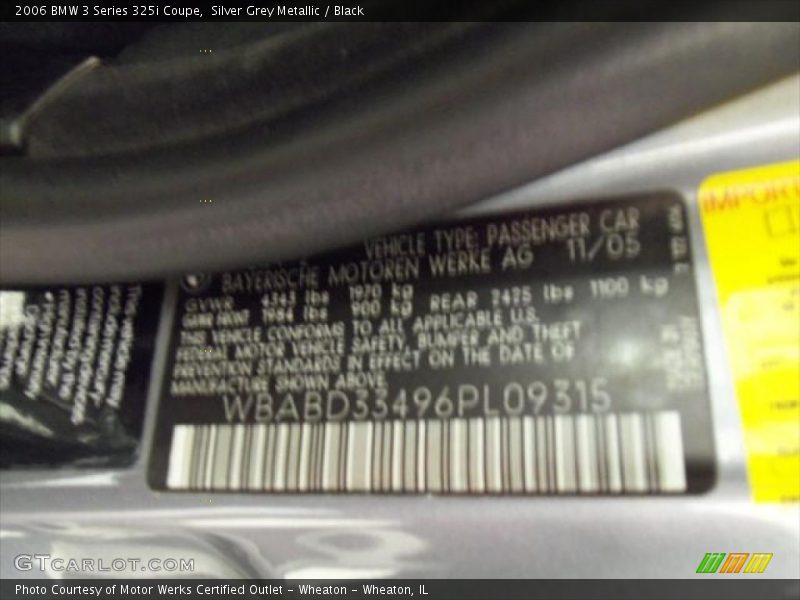 2006 BMW 3 Series 325i Coupe,  Silver Grey Metallic / Black
IMPORT
VEHICLE TYPE: PASSENGER CAR
BAYERISCHE MOTOREN WERKE AG 11/05
GVWR 4343 lbs 1970 kg
GAWR FRONT 1984 lbs 900 kg REAR 2425 lbs 1100 kg
THIS VEHICLE CONFORMS TO ALL APPLICABLE U.S.
FEDERAL MOTOR VEHICLE SAFETY, BUMPER AND THEFT
PREVENTION STANDARDS IN EFFECT ON THE DATE OF
MANUFACTURE SHOWN ABOVE.
WBABD33496PL09315
GTCARLOT.COM
Photo Courtesy of Motor Werks Certified Outlet - Wheaton - Wheaton, IL